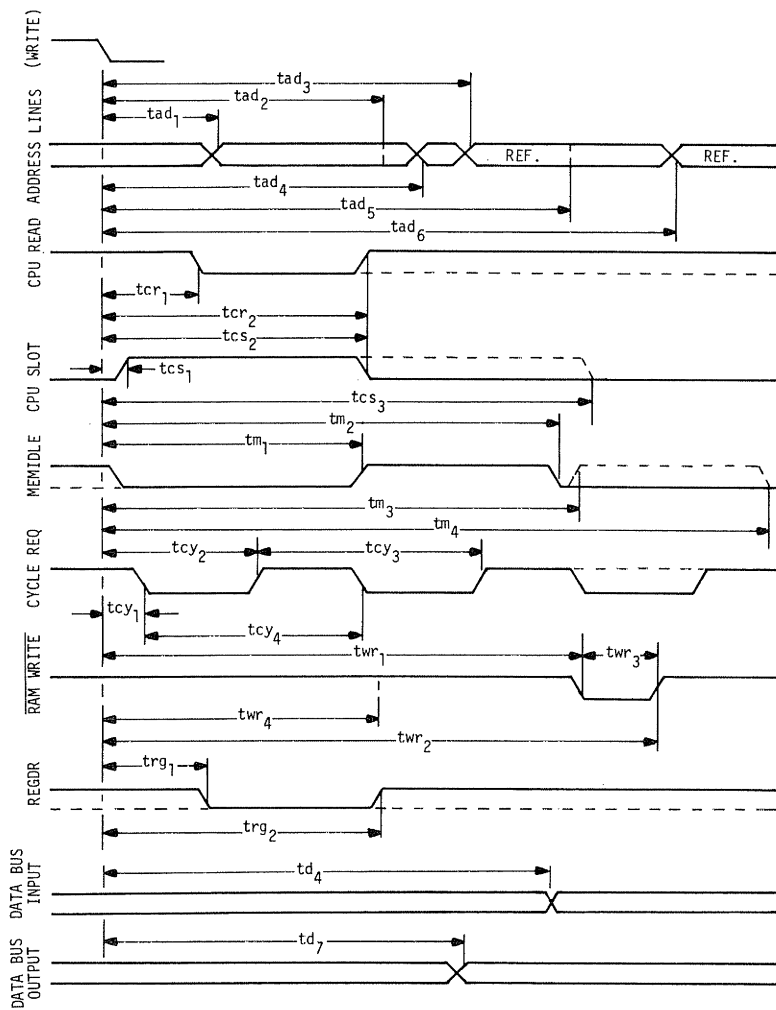 (WRITE)
tad3
tad2
tad1
ADDRESS LINES
REF.
REF.
tad4
tad5
tad6
CPU READ
tcr1
tcr2
tcs2
CPU SLOT
tcs1
tcs3
tm2
tm1
MEMIDLE
tm3
tm4
tcy2
tcy3
CYCLE REQ
tcy1
tcy4
twr1
twr3
RAM WRITE
twr4
twr2
trg1
REGDR
trg2
td4
DATA BUS
INPUT
td7
DATA BUS
OUTPUT